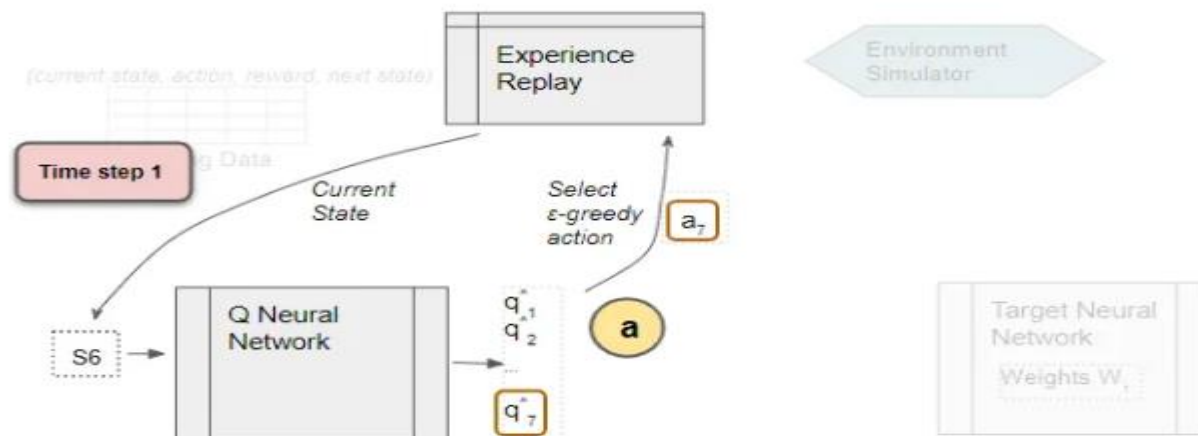 Experience
Replay
Environment
Simulator
(current state, action, reward, next state)
Time step 1
g Data
Current
State
Select
ε-greedy
action
a₇
S6
Q Neural
Network
q^₁
q^₂
...
q^₇
a
Target Neural
Network
Weights W₁